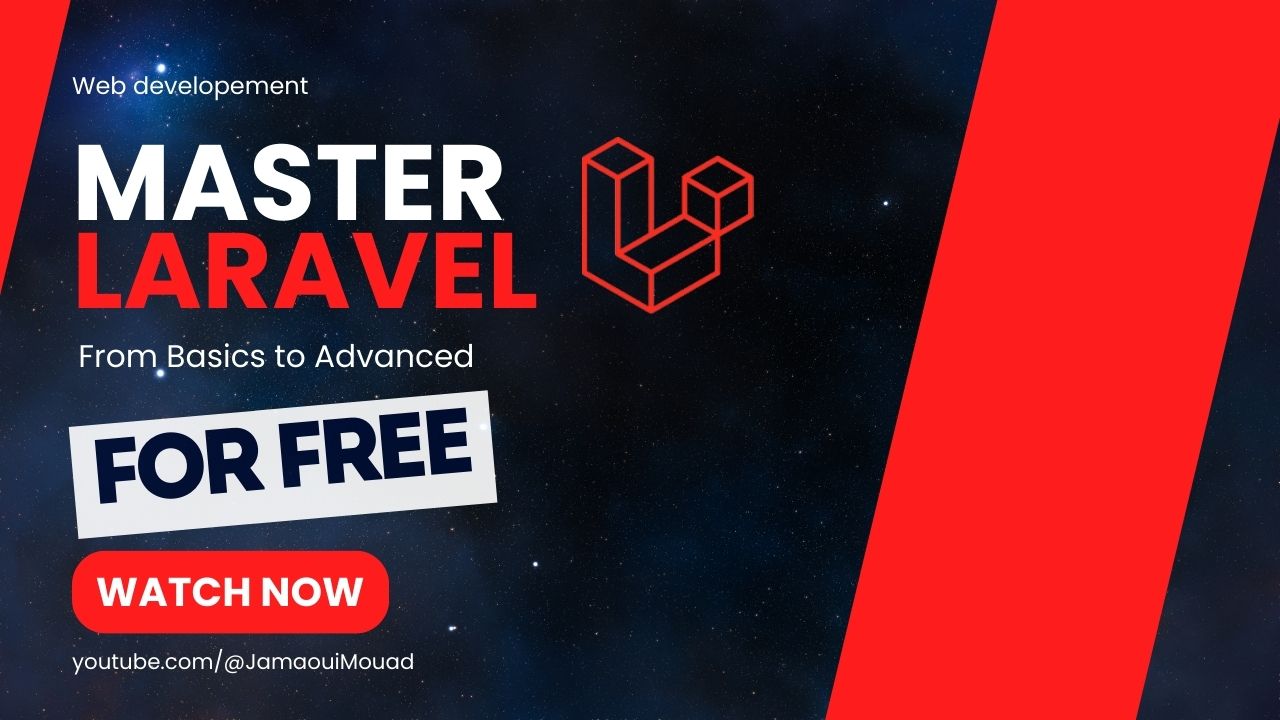 Web developement
MASTER
LARAVEL
From Basics to Advanced
FOR FREE
WATCH NOW
youtube.com/@JamaouiMouad